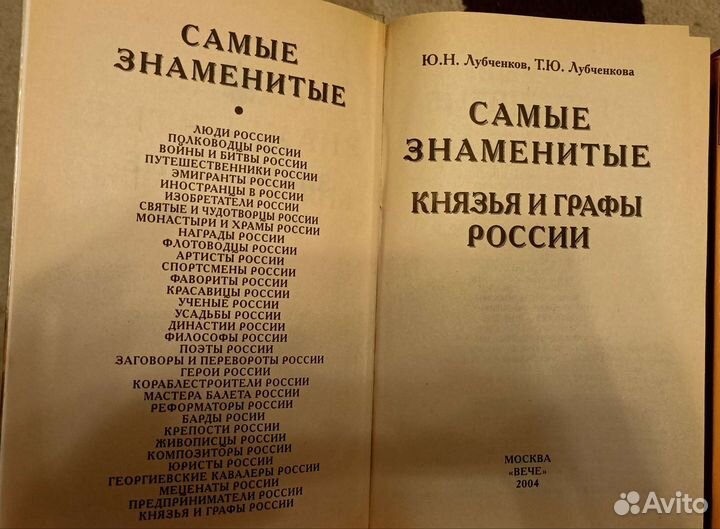 САМЫЕ
ЗНАМЕНИТЫЕ
•
ЛЮДИ РОССИИ
ПОЛКОВОДЦЫ РОССИИ
ВОЙНЫ И БИТВЫ РОССИИ
ПУТЕШЕСТВЕННИКИ РОССИИ
ЭМИГРАНТЫ РОССИИ
ИНОСТРАНЦЫ В РОССИИ
ИЗОБРЕТАТЕЛИ РОССИИ
СВЯТЫЕ И ЧУДОТВОРЦЫ РОССИИ
МОНАСТЫРИ И ХРАМЫ РОССИИ
НАГРАДЫ РОССИИ
ФЛОТОВОДЦЫ РОССИИ
АРТИСТЫ РОССИИ
СПОРТСМЕНЫ РОССИИ
ФАВОРИТЫ РОССИИ
КРАСАВИЦЫ РОССИИ
УЧЕНЫЕ РОССИИ
УСАДЬБЫ РОССИИ
ДИНАСТИИ РОССИИ
ФИЛОСОФЫ РОССИИ
ПОЭТЫ РОССИИ
ЗАГОВОРЫ И ПЕРЕВОРОТЫ РОССИИ
ГЕРОИ РОССИИ
КОРАБЛЕСТРОИТЕЛИ РОССИИ
МАСТЕРА БАЛЕТА РОССИИ
РЕФОРМАТОРЫ РОССИИ
БАРДЫ РОСИИ
КРЕПОСТИ РОССИИ
ЖИВОПИСЦЫ РОССИИ
КОМПОЗИТОРЫ РОССИИ
ЮРИСТЫ РОССИИ
ГЕОРГИЕВСКИЕ КАВАЛЕРЫ РОССИИ
МЕЦЕНАТЫ РОССИИ
ПРЕДПРИНИМАТЕЛИ РОССИИ
КНЯЗЬЯ И ГРАФЫ РОССИИ
Ю.Н. Лубченков, Т.Ю. Лубченкова
САМЫЕ
ЗНАМЕНИТЫЕ
КНЯЗЬЯ И ГРАФЫ
РОССИИ
МОСКВА
«ВЕЧЕ»
2004
Avito